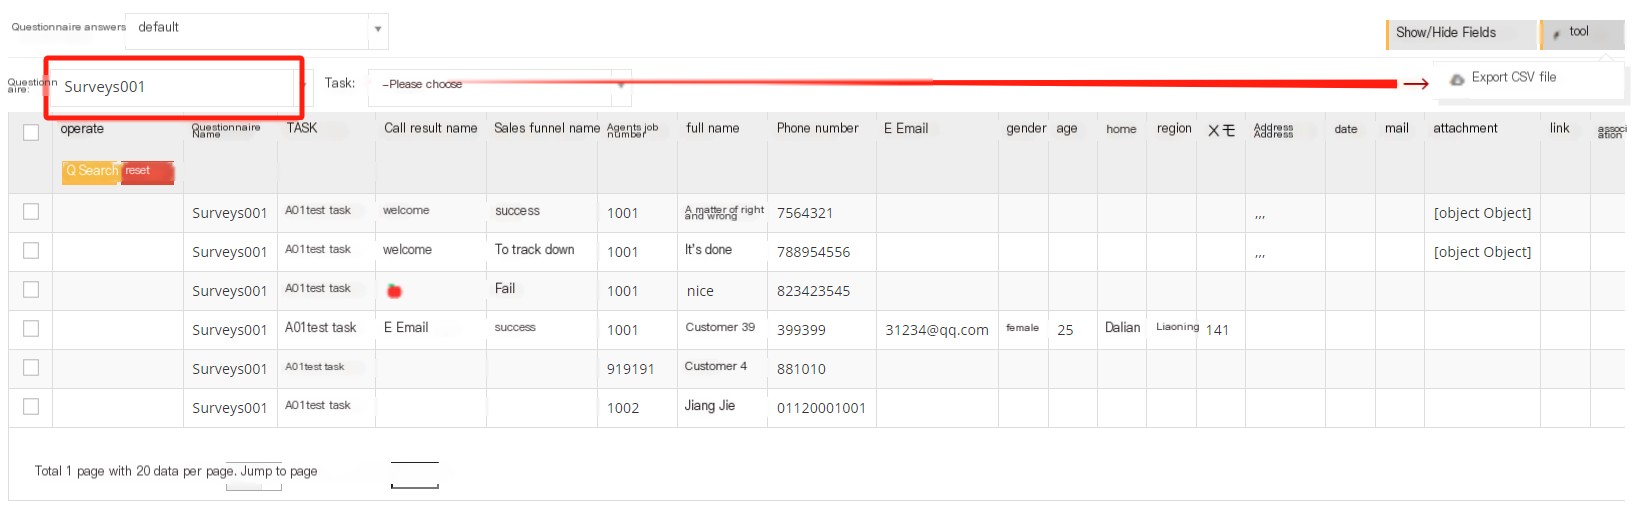 Questionnaire answers default Show/Hide Fields tool
Questionn
aire: Surveys001 Task: –Please choose Export CSV file
operate Questionnaire Name TASK Call result name Sales funnel name Agents job number full name Phone number E Email gender age home region メモ Address Address date mail attachment link associ ation
Q Search reset
Surveys001 A01test task welcome success 1001 A matter of right and wrong 7564321 ,,, [object Object]
Surveys001 A01test task welcome To track down 1001 It's done 788954556 ,,, [object Object]
Surveys001 A01test task Fail 1001 nice 823423545
Surveys001 A01test task E Email success 1001 Customer 39 399399 31234@qq.com female 25 Dalian Liaoning 141
Surveys001 A01test task 919191 Customer 4 881010
Surveys001 A01test task 1002 Jiang Jie 01120001001
Total 1 page with 20 data per page. Jump to page